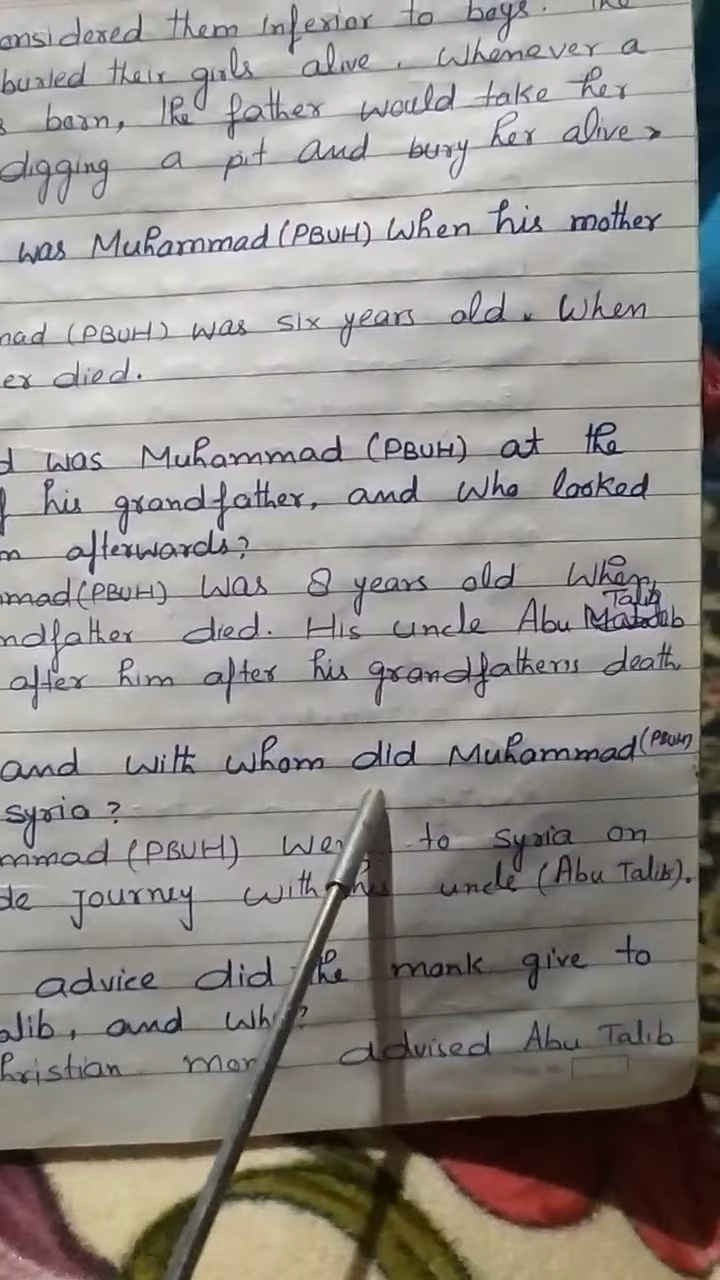 onsidered them inferior to boys. The
buried their girls alive. Whenever a
s born, the father would take her
digging a pit and bury her alive.
was Muhammad (PBUH) when his mother
mad (PBUH) was six years old. When
er died.
d was Muhammad (PBUH) at the
f his grandfather, and who looked
m afterwards?
mmad (PBUH) was 8 years old when
Talib
ndfather died. His uncle Abu
after him after his grandfather's death
and with whom did Muhammad (PBUH)
syria?
mmad (PBUH) to syria on
de journey with uncle (Abu Talib).
advice did the monk give to
alib, and
hristian advised Abu Talib